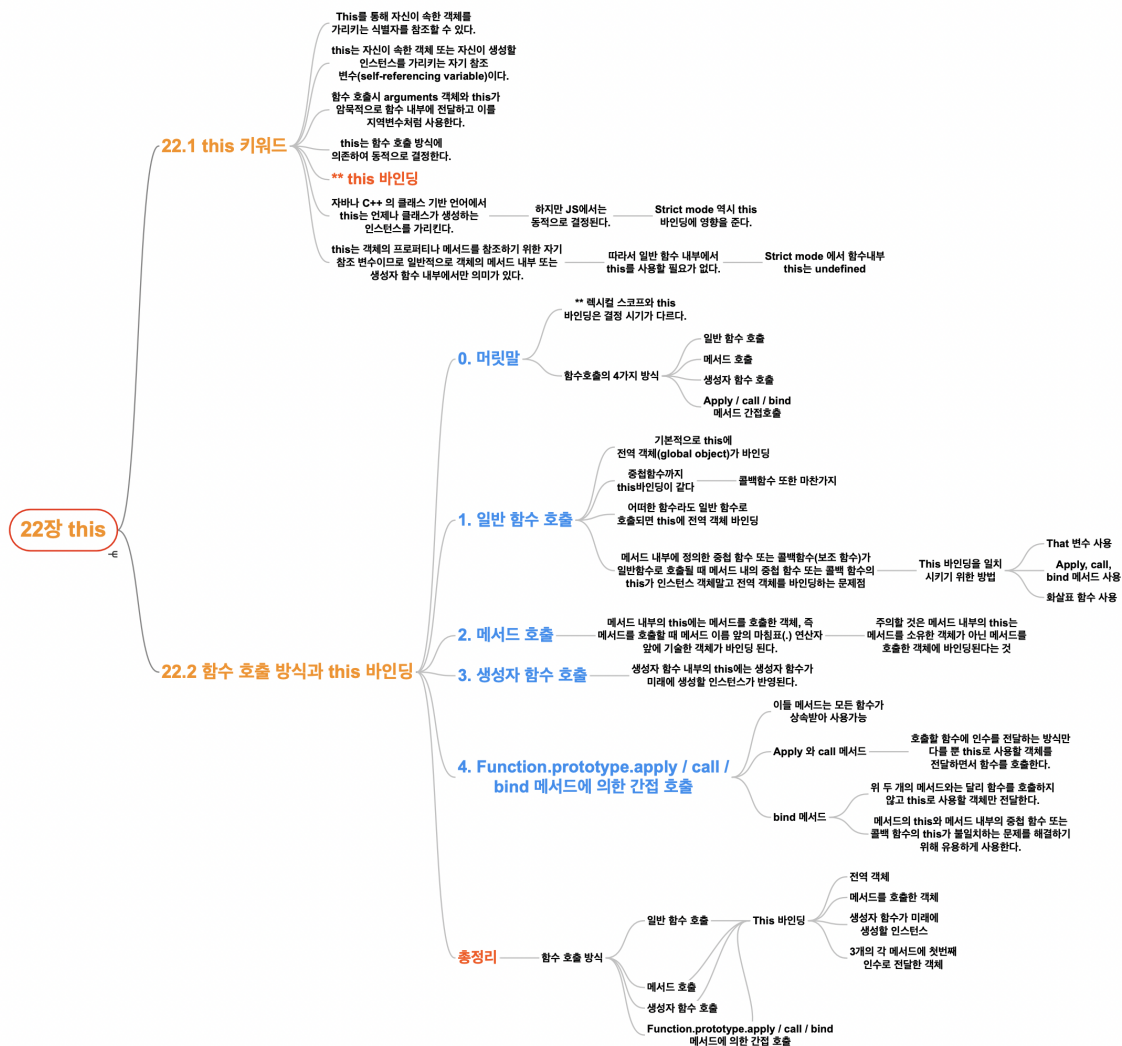 22장 this
22.1 this 키워드
This를 통해 자신이 속한 객체를
가리키는 식별자를 참조할 수 있다.
this는 자신이 속한 객체 또는 자신이 생성할
인스턴스를 가리키는 자기 참조
변수(self-referencing variable)이다.
함수 호출시 arguments 객체와 this가
암묵적으로 함수 내부에 전달하고 이를
지역변수처럼 사용한다.
this는 함수 호출 방식에
의존하여 동적으로 결정한다.
** this 바인딩
자바나 C++ 의 클래스 기반 언어에서
this는 언제나 클래스가 생성하는
인스턴스를 가리킨다.
하지만 JS에서는
동적으로 결정된다.
Strict mode 역시 this
바인딩에 영향을 준다.
this는 객체의 프로퍼티나 메서드를 참조하기 위한 자기
참조 변수이므로 일반적으로 객체의 메서드 내부 또는
생성자 함수 내부에서만 의미가 있다.
따라서 일반 함수 내부에서
this를 사용할 필요가 없다.
Strict mode 에서 함수내부
this는 undefined
22.2 함수 호출 방식과 this 바인딩
0. 머릿말
** 렉시컬 스코프와 this
바인딩은 결정 시기가 다르다.
함수호출의 4가지 방식
일반 함수 호출
메서드 호출
생성자 함수 호출
Apply / call / bind
메서드 간접호출
1. 일반 함수 호출
기본적으로 this에
전역 객체(global object)가 바인딩
중첩함수까지
this바인딩이 같다
콜백함수 또한 마찬가지
어떠한 함수라도 일반 함수로
호출되면 this에 전역 객체 바인딩
메서드 내부에 정의한 중첩 함수 또는 콜백함수(보조 함수)가
일반함수로 호출될 때 메서드 내의 중첩 함수 또는 콜백 함수의
this가 인스턴스 객체말고 전역 객체를 바인딩하는 문제점
This 바인딩을 일치
시키기 위한 방법
That 변수 사용
Apply, call,
bind 메서드 사용
화살표 함수 사용
2. 메서드 호출
메서드 내부의 this에는 메서드를 호출한 객체, 즉
메서드를 호출할 때 메서드 이름 앞의 마침표(.) 연산자
앞에 기술한 객체가 바인딩 된다.
주의할 것은 메서드 내부의 this는
메서드를 소유한 객체가 아닌 메서드를
호출한 객체에 바인딩된다는 것
3. 생성자 함수 호출
생성자 함수 내부의 this에는 생성자 함수가
미래에 생성할 인스턴스가 반영된다.
4. Function.prototype.apply / call /
bind 메서드에 의한 간접 호출
이들 메서드는 모든 함수가
상속받아 사용가능
Apply 와 call 메서드
호출할 함수에 인수를 전달하는 방식만
다를 뿐 this로 사용할 객체를
전달하면서 함수를 호출한다.
bind 메서드
위 두 개의 메서드와는 달리 함수를 호출하지
않고 this로 사용할 객체만 전달한다.
메서드의 this와 메서드 내부의 중첩 함수 또는
콜백 함수의 this가 불일치하는 문제를 해결하기
위해 유용하게 사용한다.
총정리
함수 호출 방식
일반 함수 호출
This 바인딩
전역 객체
메서드를 호출한 객체
생성자 함수가 미래에
생성할 인스턴스
3개의 각 메서드에 첫번째
인수로 전달한 객체
메서드 호출
생성자 함수 호출
Function.prototype.apply / call / bind
메서드에 의한 간접 호출